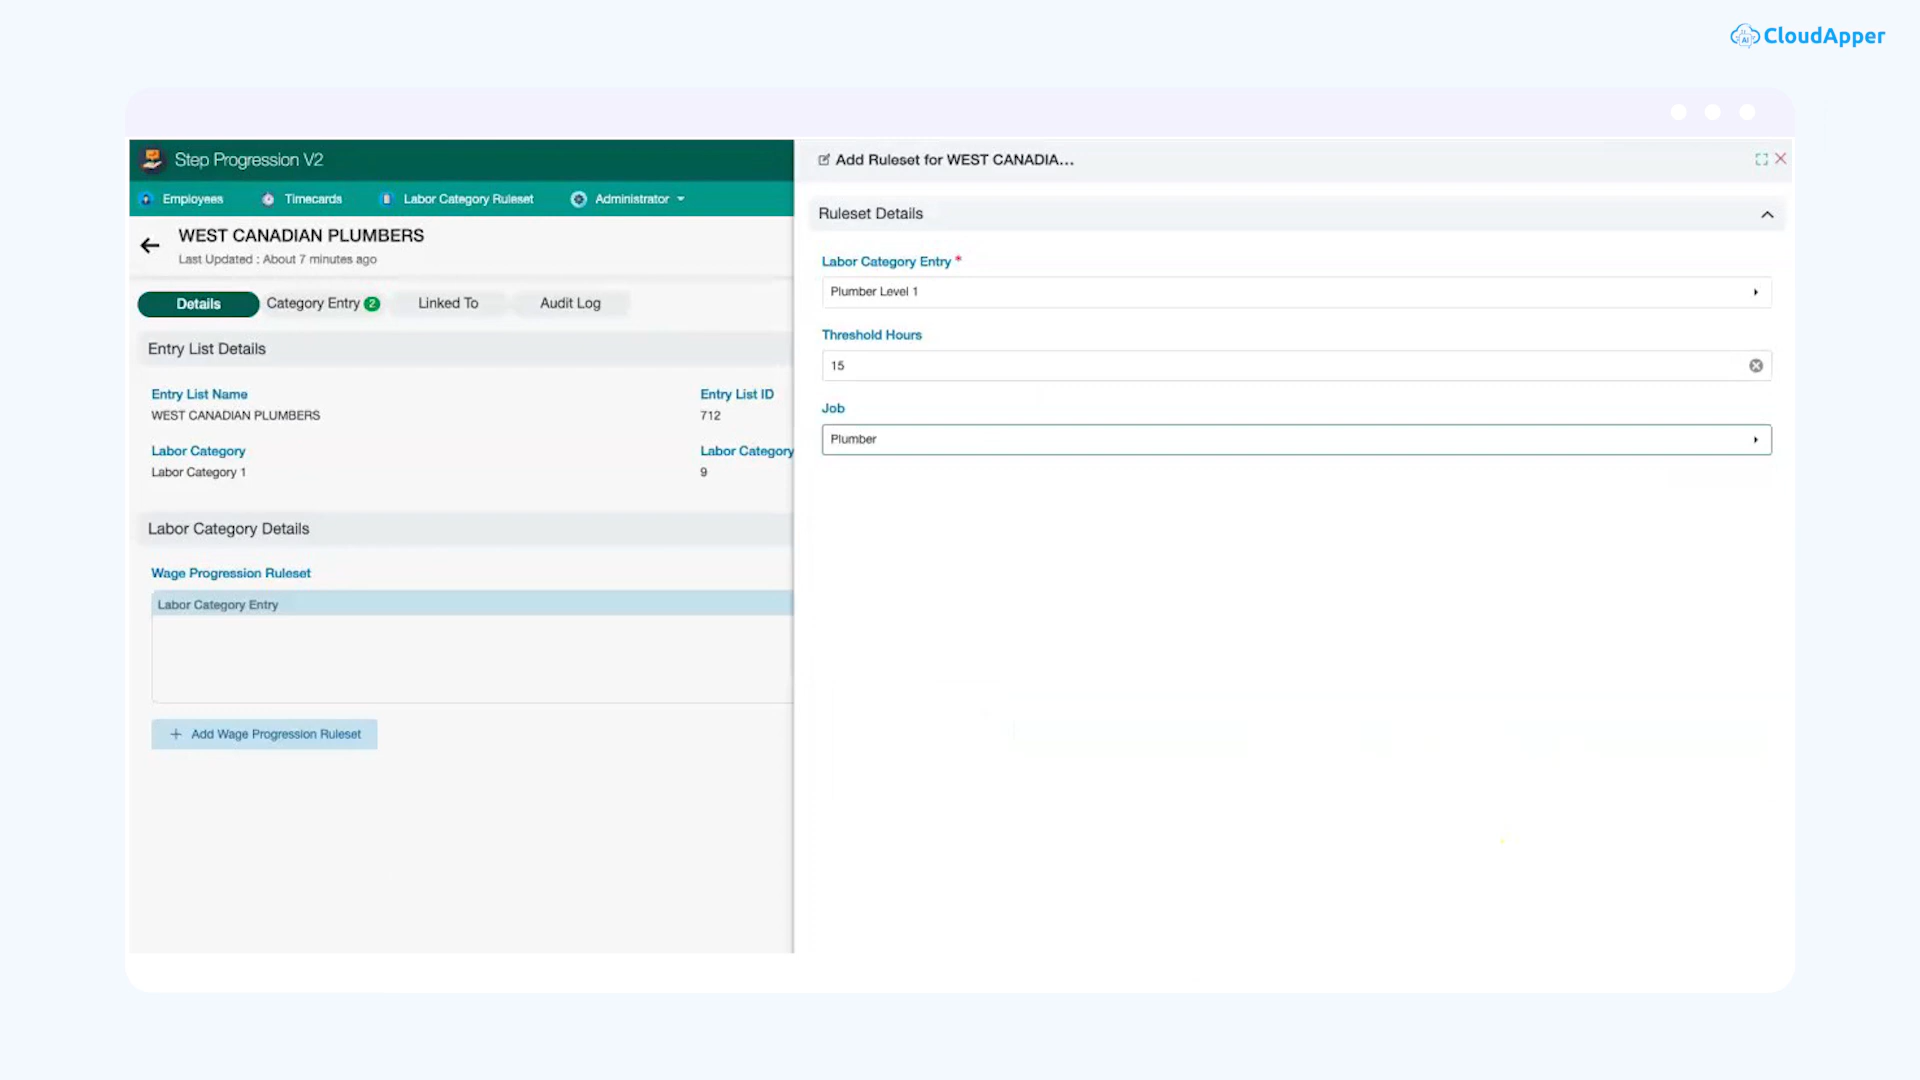 CloudApper
AI
Step Progression V2
Employees
Timecards
Labor Category Ruleset
Administrator
WEST CANADIAN PLUMBERS
Last Updated : About 7 minutes ago
Details
Category Entry 2
Linked To
Audit Log
Entry List Details
Entry List Name
WEST CANADIAN PLUMBERS
Entry List ID
712
Labor Category
Labor Category 1
Labor Category
9
Labor Category Details
Wage Progression Ruleset
Labor Category Entry
+ Add Wage Progression Ruleset
Add Ruleset for WEST CANADIA...
Ruleset Details
Labor Category Entry *
Plumber Level 1
Threshold Hours
15
Job
Plumber